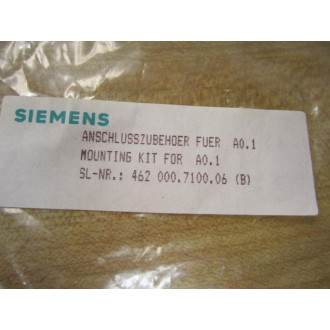 SIEMENS
ANSCHLUSSZUBEHOER FUER A0.1
MOUNTING KIT FOR A0.1
SL-NR.: 462 000.7100.06 (B)